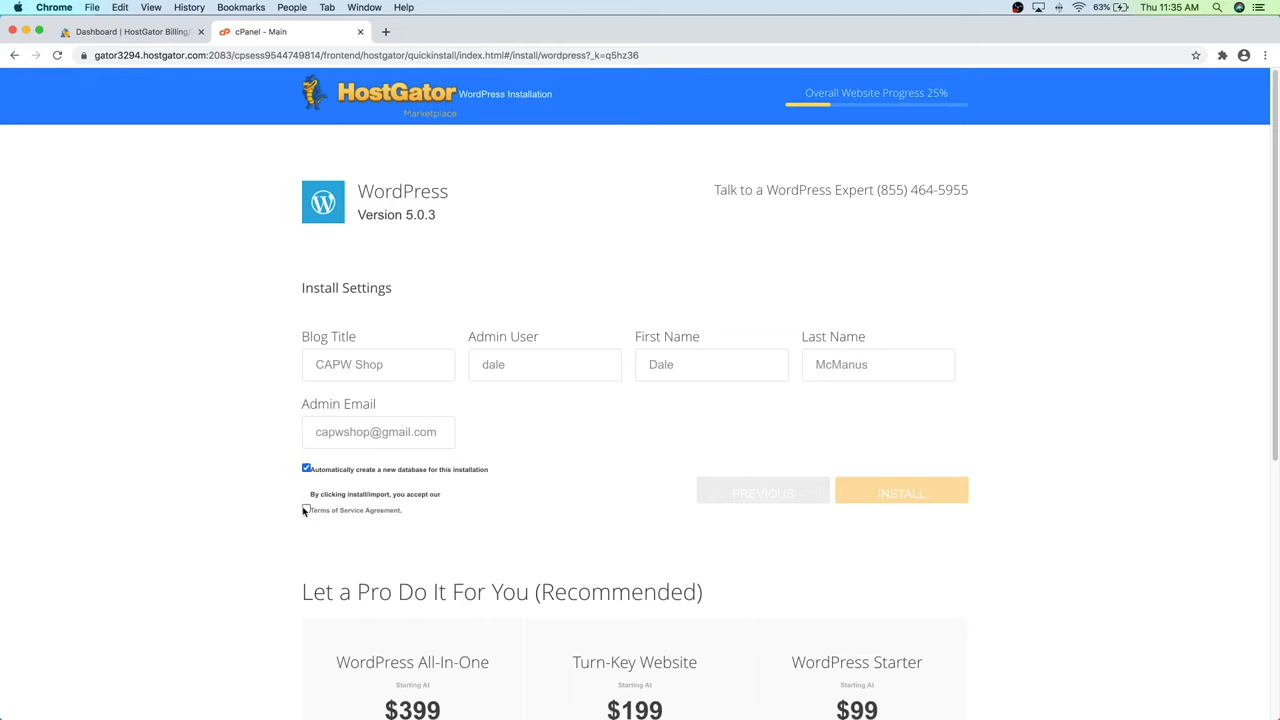 Chrome File Edit View History Bookmarks People Tab Window Help 63% Thu 11:35 AM
Dashboard | HostGator Billing/ cPanel - Main
gator3294.hostgator.com:2083/cpsess9544749814/frontend/hostgator/quickinstall/index.html#/install/wordpress?_k=q5hz36
HostGator WordPress Installation Overall Website Progress 25%
Marketplace
WordPress Talk to a WordPress Expert (855) 464-5955
Version 5.0.3
Install Settings
Blog Title Admin User First Name Last Name
CAPW Shop dale Dale McManus
Admin Email
capwshop@gmail.com
Automatically create a new database for this installation
By clicking install/import, you accept our
PREVIOUS INSTALL
Terms of Service Agreement.
Let a Pro Do It For You (Recommended)
WordPress All-In-One Turn-Key Website WordPress Starter
Starting At Starting At Starting At
$399 $199 $99